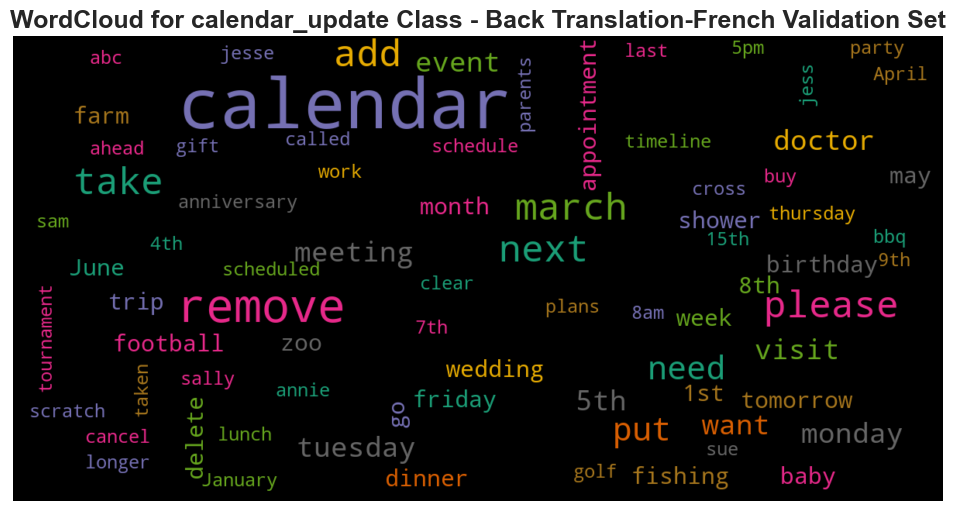 WordCloud for calendar_update Class - Back Translation-French Validation Set
abc
jesse
add
event
last
5pm
party
April
calendar
parents
appointment
jess
farm
ahead
gift
called
schedule
timeline
doctor
take
work
buy
may
anniversary
month
march
cross
shower
thursday
sam
4th
meeting
next
15th
bbq
June
scheduled
birthday
9th
clear
8th
trip
remove
plans
8am
week
please
tournament
football
zoo
7th
visit
sally
annie
wedding
need
taken
scratch
friday
5th
1st
tomorrow
go
cancel
delete
lunch
tuesday
put
want
monday
sue
longer
January
dinner
golf
fishing
baby